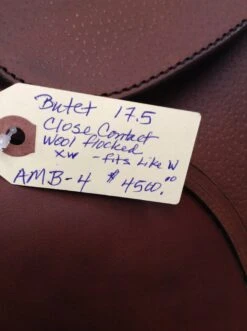 Butet 17.5
Close Contact
Wool flocked
XW - fits like W
AMB-4 $4500.00